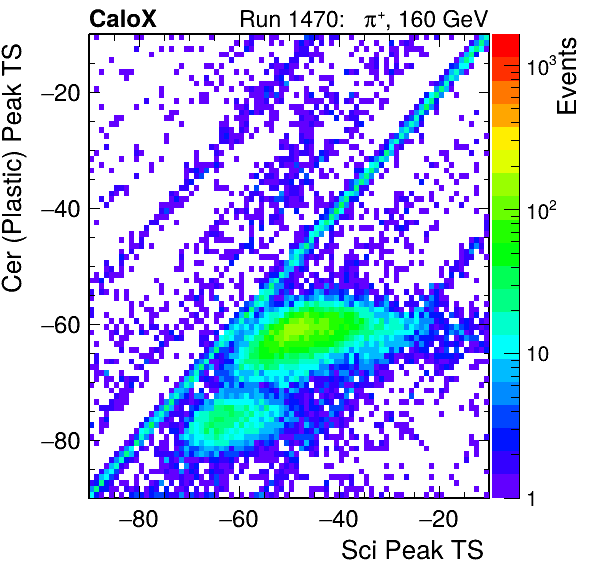 CaloX Run 1470: π⁺, 160 GeV
Cer (Plastic) Peak TS
−20
−40
−60
−80
−80 −60 −40 −20
Sci Peak TS
Events
10³
10²
10
1